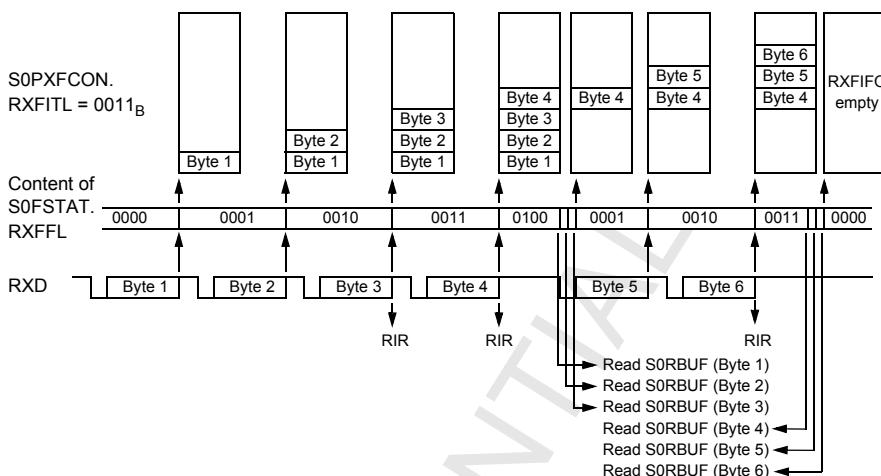 S0PXFCON.
RXFITL = 0011B
Byte 1
Byte 2
Byte 1
Byte 3
Byte 2
Byte 1
Byte 4
Byte 3
Byte 2
Byte 1
Byte 4
Byte 5
Byte 4
Byte 6
Byte 5
Byte 4
RXFIFO
empty
Content of
S0FSTAT.
RXFFL
0000 0001 0010 0011 0100 0001 0010 0011 0000
RXD Byte 1 Byte 2 Byte 3 Byte 4 Byte 5 Byte 6
RIR RIR RIR
Read S0RBUF (Byte 1)
Read S0RBUF (Byte 2)
Read S0RBUF (Byte 3)
Read S0RBUF (Byte 4)
Read S0RBUF (Byte 5)
Read S0RBUF (Byte 6)